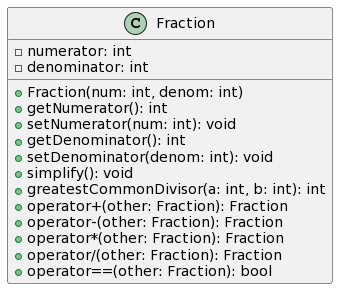 C Fraction
numerator: int
denominator: int
Fraction(num: int, denom: int)
getNumerator(): int
setNumerator(num: int): void
getDenominator(): int
setDenominator(denom: int): void
simplify(): void
greatestCommonDivisor(a: int, b: int): int
operator+(other: Fraction): Fraction
operator-(other: Fraction): Fraction
operator*(other: Fraction): Fraction
operator/(other: Fraction): Fraction
operator==(other: Fraction): bool